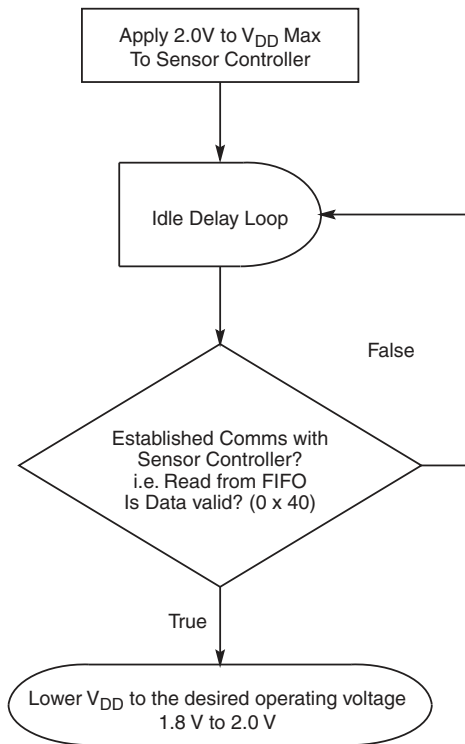 Apply 2.0V to VDD Max
To Sensor Controller
Idle Delay Loop
False
Established Comms with
Sensor Controller?
i.e. Read from FIFO
Is Data valid? (0 x 40)
True
Lower VDD to the desired operating voltage
1.8 V to 2.0 V